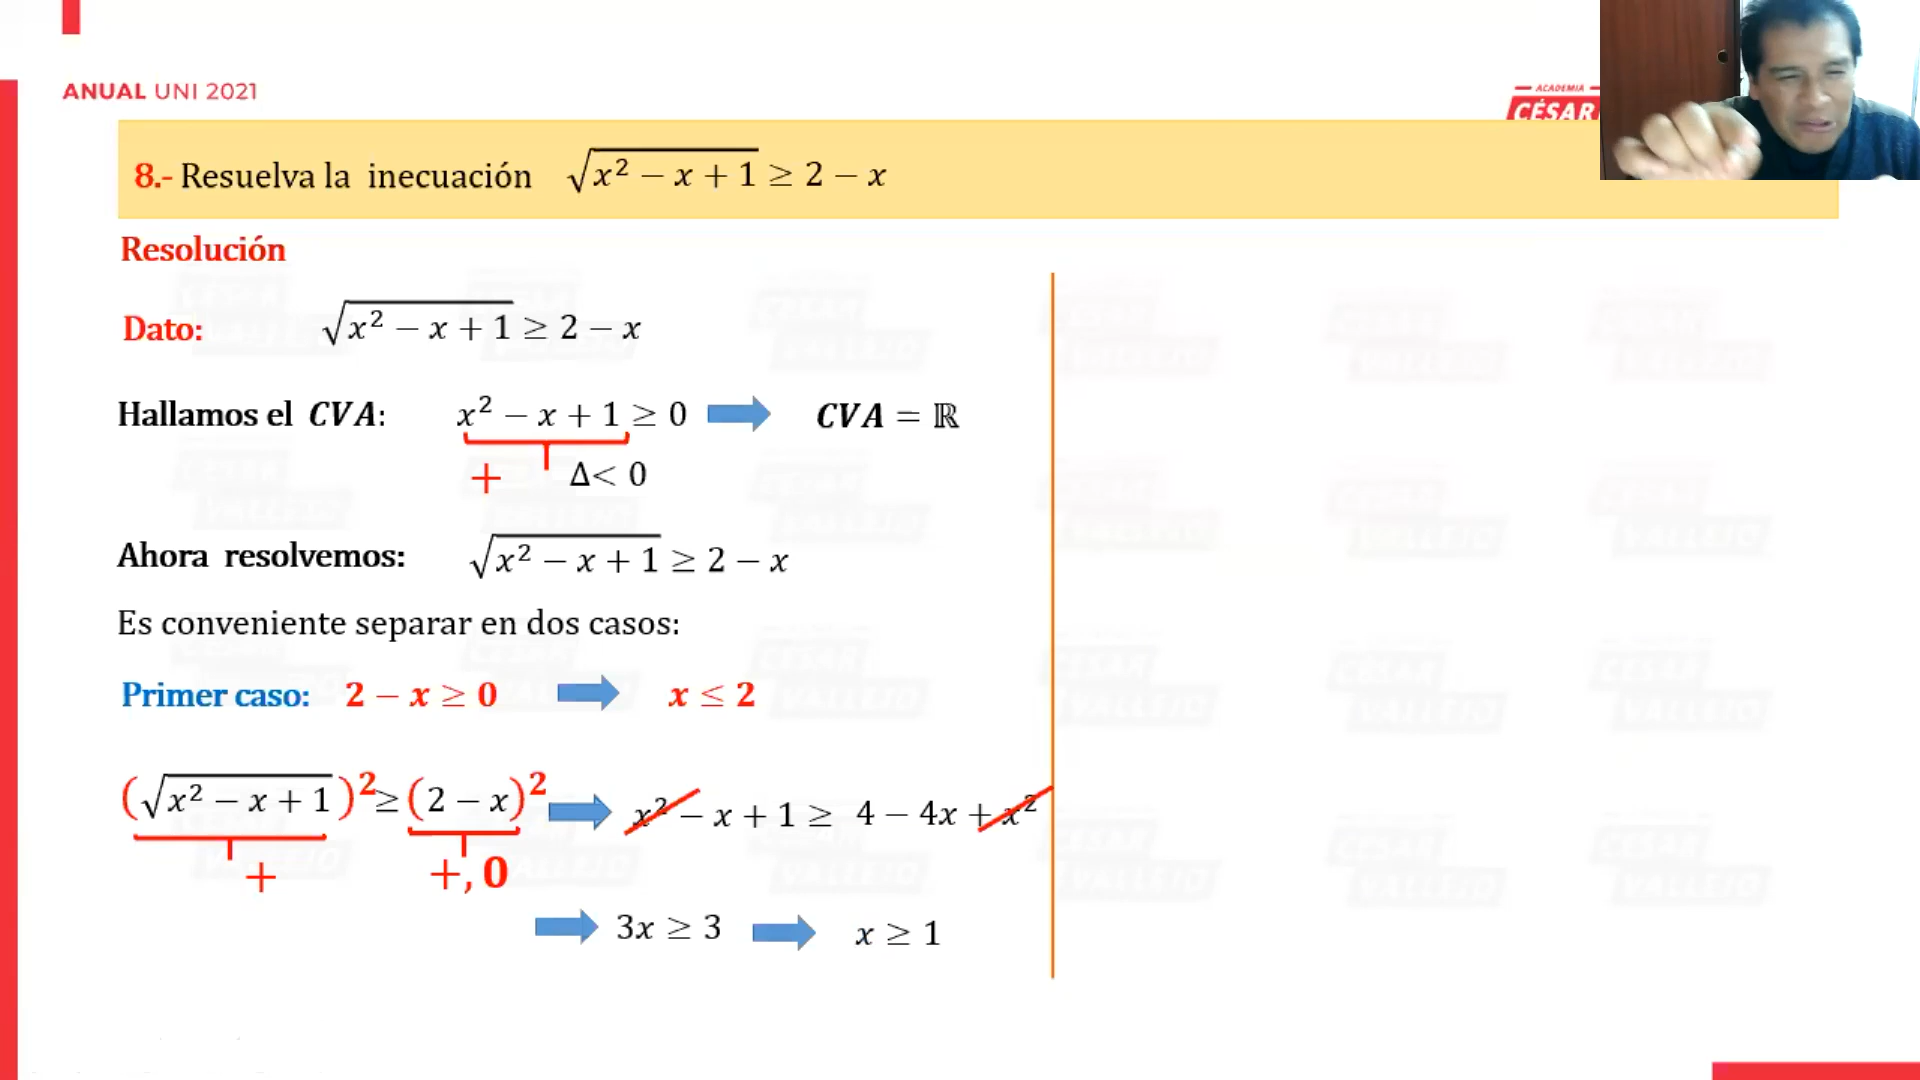 ANUAL UNI 2021
ACADEMIA
CÉSAR
8.- Resuelva la inecuación √(x² − x + 1) ≥ 2 − x
Resolución
Dato: √(x² − x + 1) ≥ 2 − x
Hallamos el CVA: x² − x + 1 ≥ 0 CVA = ℝ
+ Δ< 0
Ahora resolvemos: √(x² − x + 1) ≥ 2 − x
Es conveniente separar en dos casos:
Primer caso: 2 − x ≥ 0 x ≤ 2
(√(x² − x + 1))² ≥ (2 − x)² x² − x + 1 ≥ 4 − 4x + x²
+ +, 0
3x ≥ 3 x ≥ 1